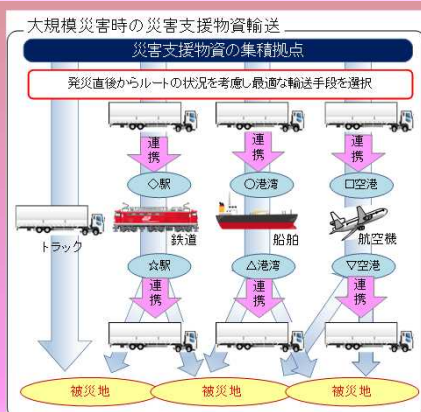 大規模災害時の災害支援物資輸送
災害支援物資の集積拠点
発災直後からルートの状況を考慮し最適な輸送手段を選択
連携
連携
連携
◇駅
○港湾
□空港
トラック
鉄道
船舶
航空機
☆駅
△港湾
▽空港
連携
連携
連携
被災地
被災地
被災地